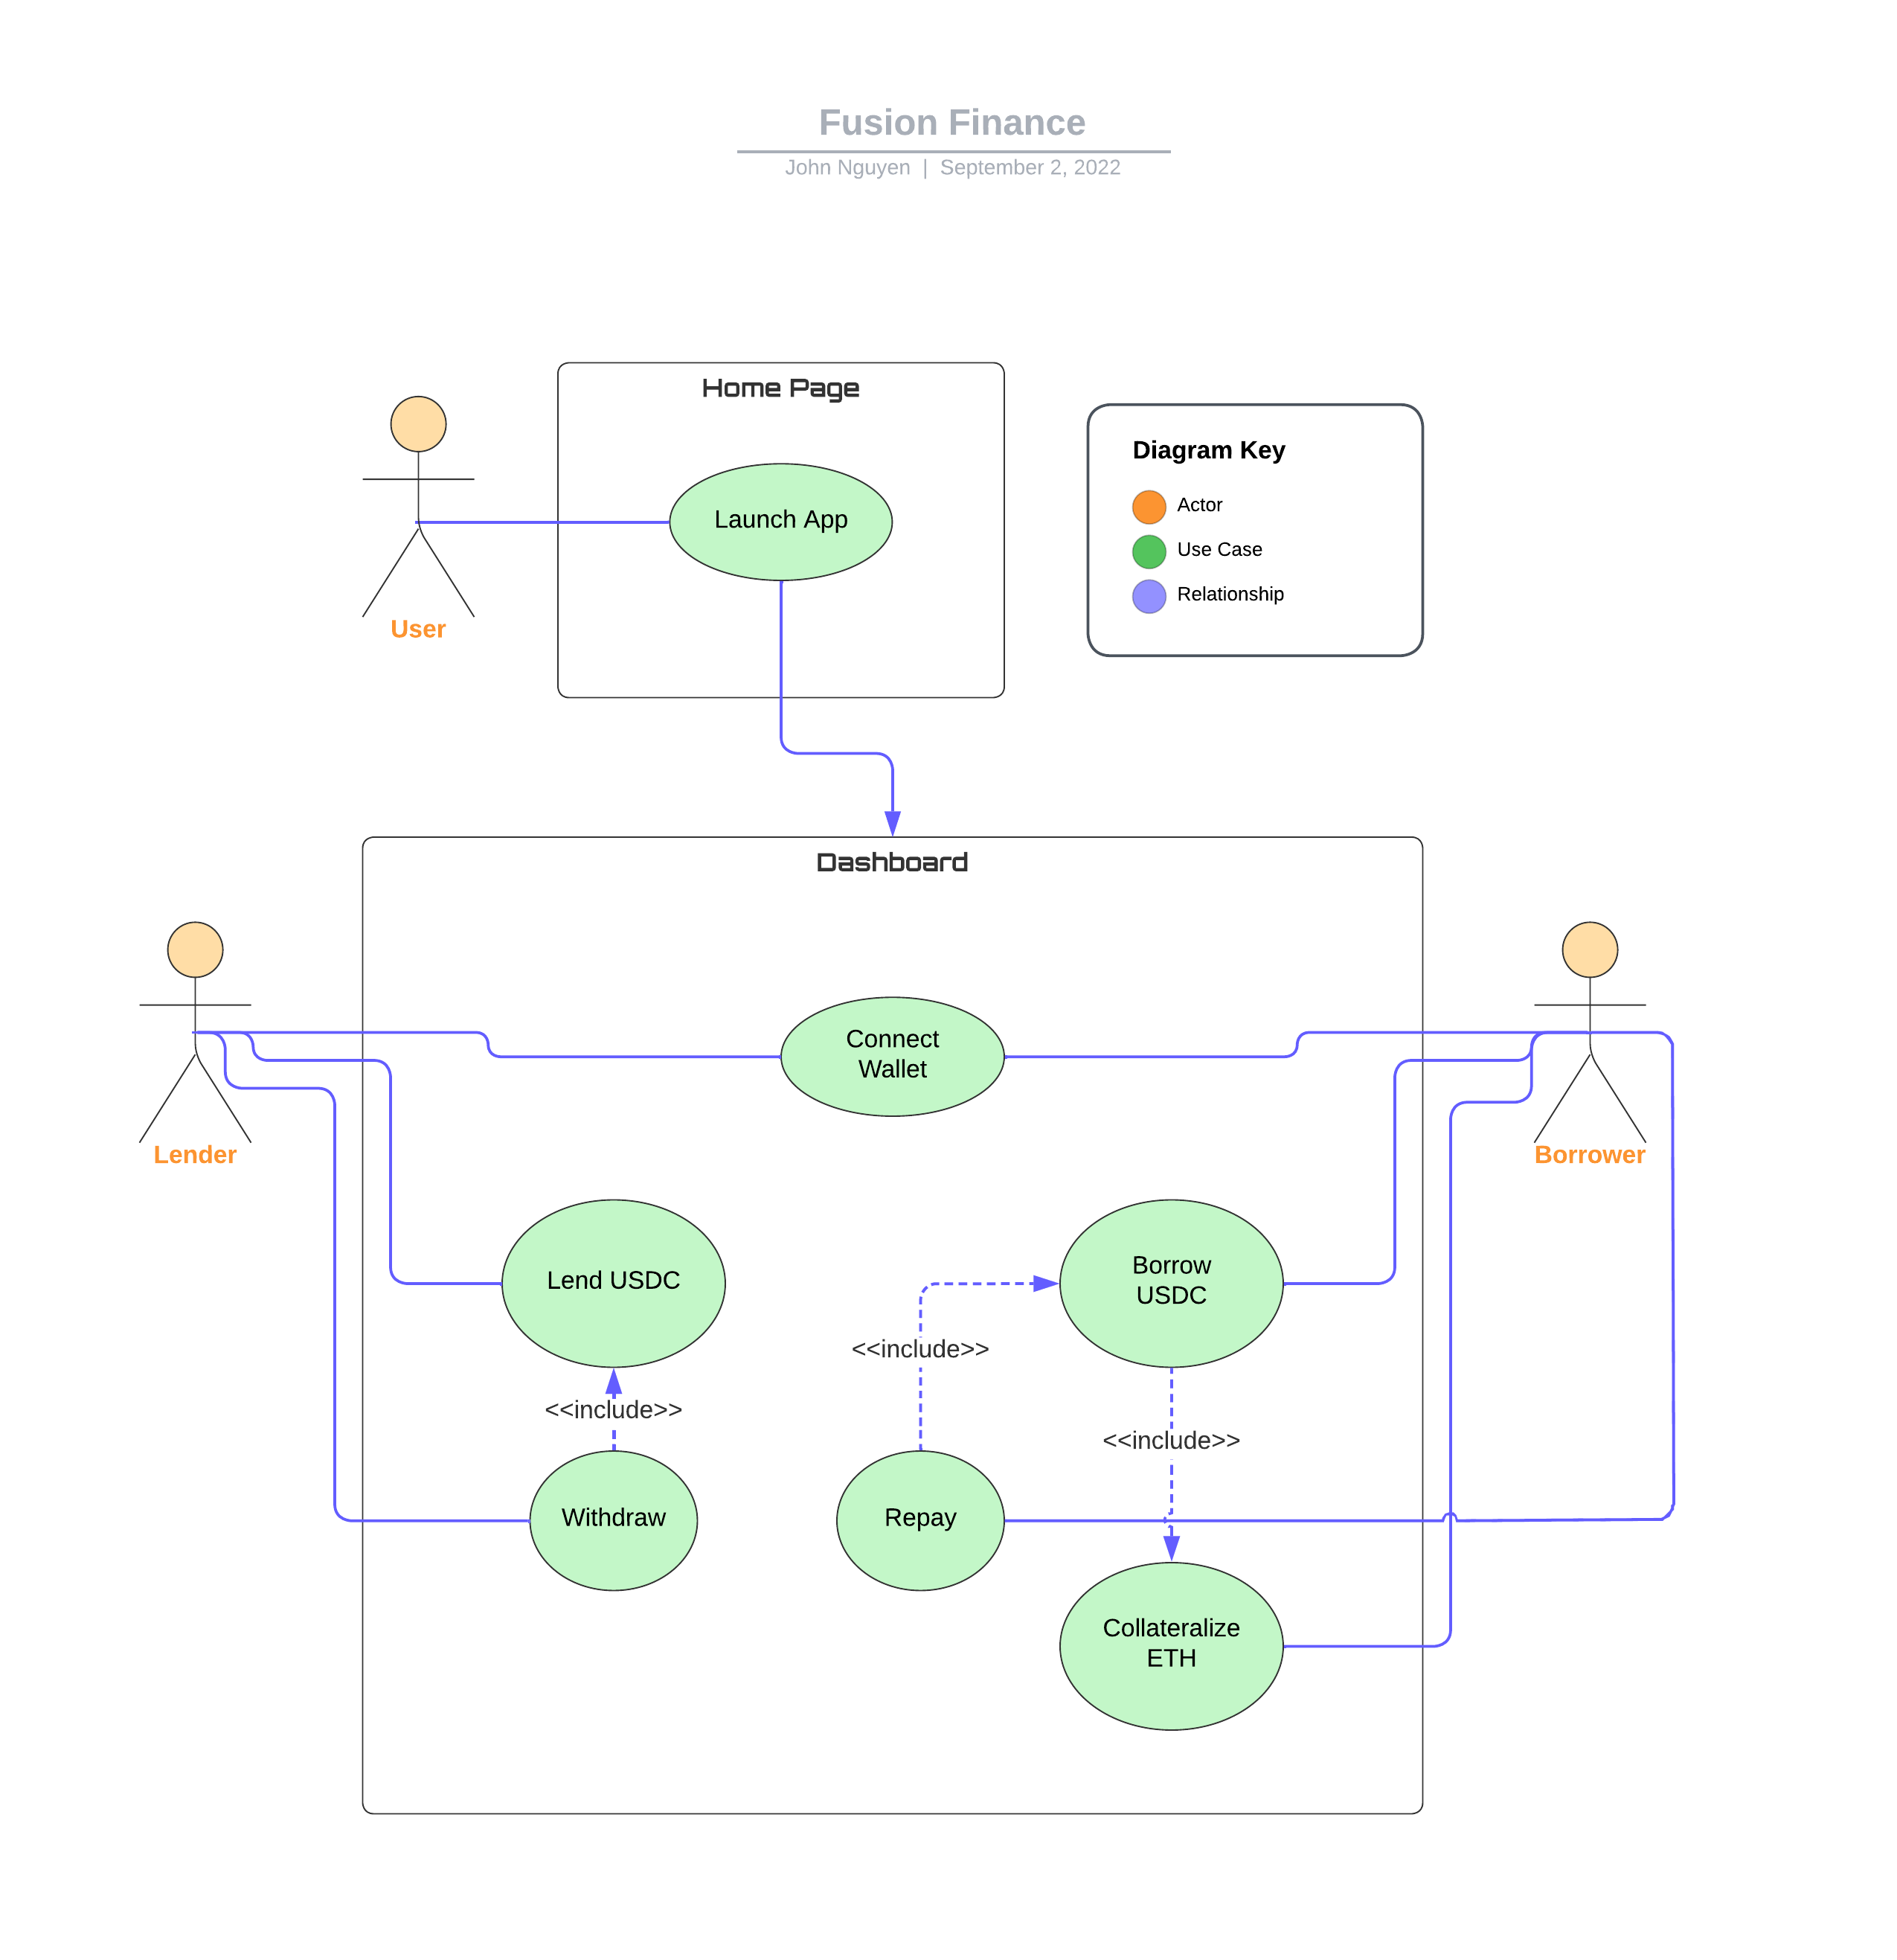 Fusion Finance
John Nguyen | September 2, 2022
Home Page
Launch App
User
Diagram Key
Actor
Use Case
Relationship
Dashboard
Lender
Borrower
Connect
Wallet
Lend USDC
Borrow
USDC
<<include>>
<<include>>
<<include>>
Withdraw
Repay
Collateralize
ETH